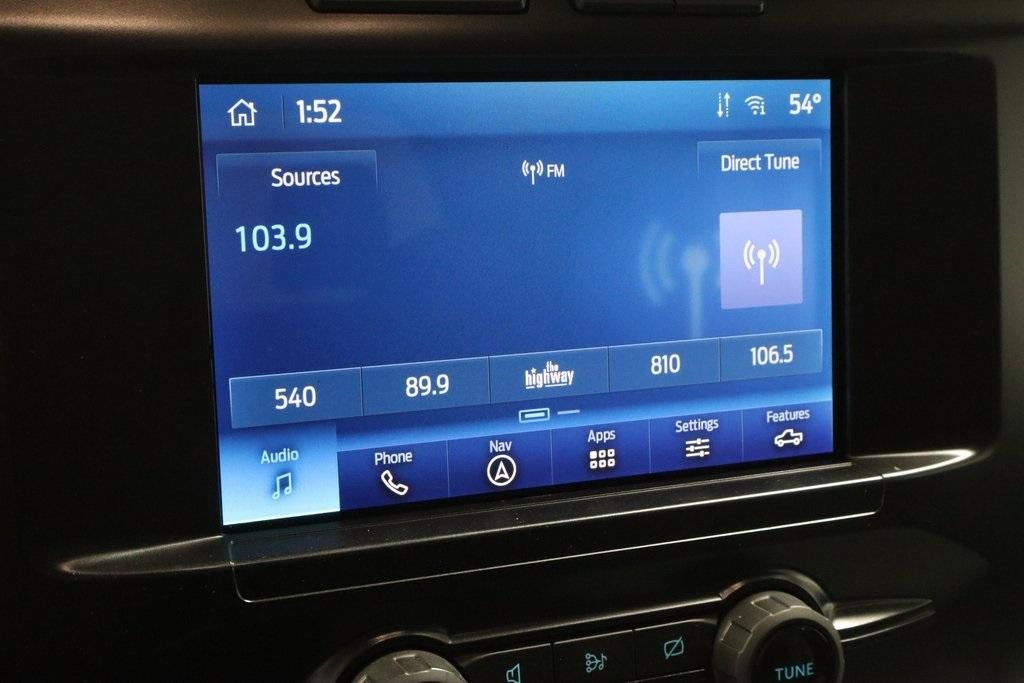 1:52 54°
Sources FM Direct Tune
103.9
540 89.9 the highway 810 106.5
Audio Phone Nav Apps Settings Features
TUNE